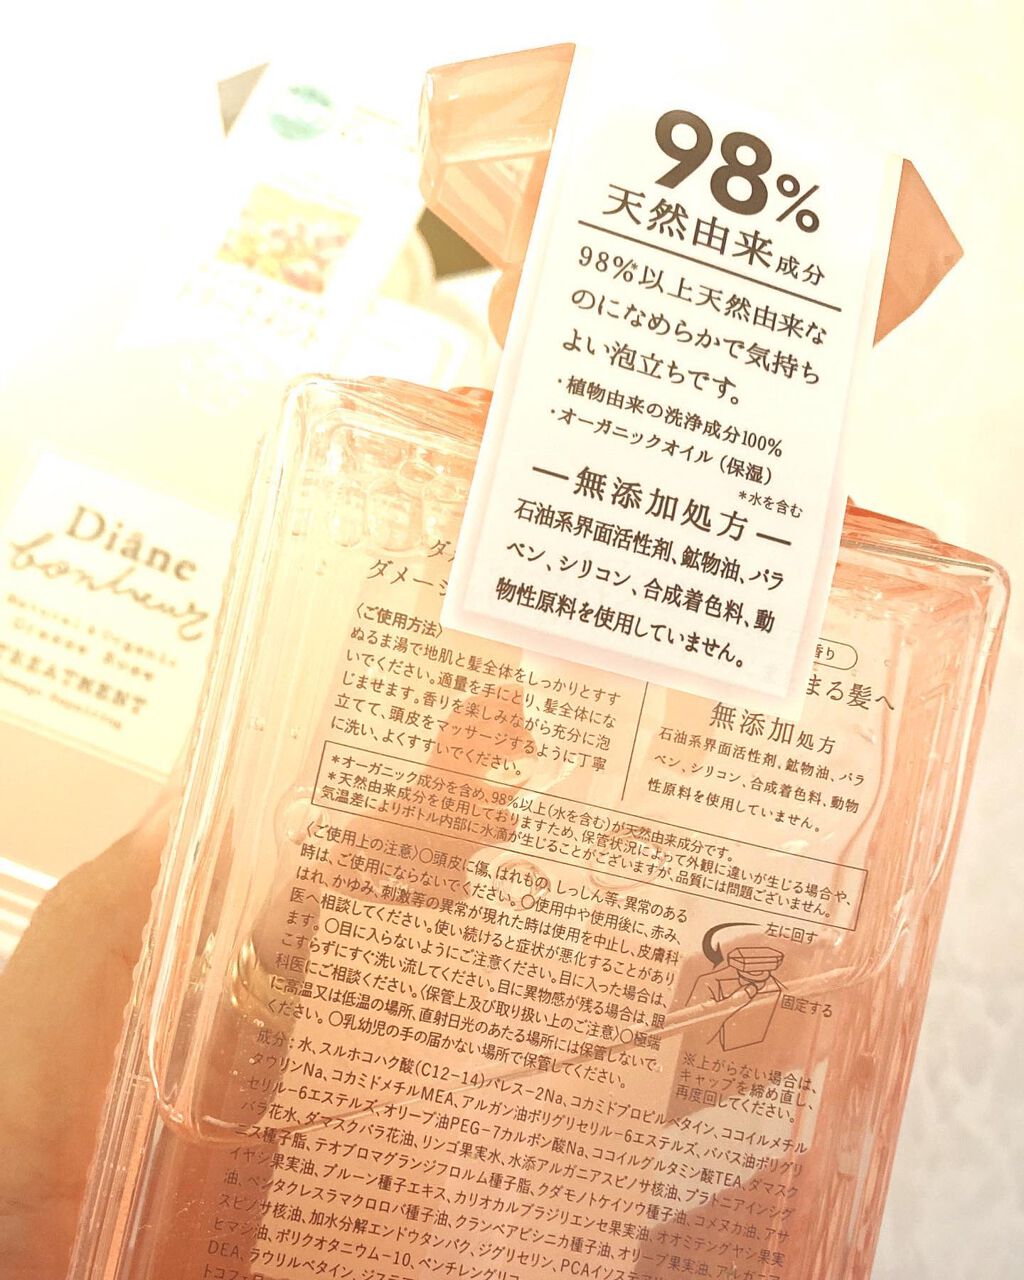 98%
天然由来成分
98%*以上天然由来な
のになめらかで気持ち
よい泡立ちです。
・植物由来の洗浄成分100%
・オーガニックオイル(保湿)
*水を含む
—無添加処方—
石油系界面活性剤、鉱物油、パラ
ベン、シリコン、合成着色料、動
物性原料を使用していません。
Diâne
bonheur
TREATMENT
ダメージ
〈ご使用方法〉
ぬるま湯で地肌と髪全体をしっかりとすす
いでください。適量を手にとり、髪全体にな
じませます。香りを楽しみながら充分に泡
立てて、頭皮をマッサージするように丁寧
に洗い、よくすすいでください。
香り
まる髪へ
無添加処方
石油系界面活性剤、鉱物油、パラ
ベン、シリコン、合成着色料、動物
性原料を使用していません。
*オーガニック成分を含め、98%以上(水を含む)が天然由来成分です。
*天然由来成分を使用しておりますため、保管状況によって外観に違いが生じる場合や、
気温差によりボトル内部に水滴が生じることがございますが、品質には問題ございません。
〈ご使用上の注意〉〇頭皮に傷、はれもの、しっしん等、異常のある
時は、ご使用にならないでください。〇使用中や使用後に、赤み、
はれ、かゆみ、刺激等の異常が現れた時は使用を中止し、皮膚科
医へ相談してください。使い続けると症状が悪化することがあり
ます。〇目に入らないようにご注意ください。目に入った場合は、
こすらずにすぐ洗い流してください。目に異物感が残る場合は、眼
科医にご相談ください。〈保管上及び取り扱い上のご注意〉〇極端
に高温又は低温の場所、直射日光のあたる場所には保管しないで
ください。〇乳幼児の手の届かない場所で保管してください。
左に回す
固定する
※上がらない場合は、
キャップを締め直し、
再度回してください。
成分：水、スルホコハク酸(C12-14)パレス-2Na、コカミドプロピルベタイン、ココイルメチル
タウリンNa、コカミドメチルMEA、アルガン油ポリグリセリル-6エステルズ、ババス油ポリグリ
セリル-6エステルズ、オリーブ油PEG-7カルボン酸Na、ココイルグルタミン酸TEA、ダマスク
バラ花水、ダマスクバラ花油、リンゴ果実水、水添アルガニアスピノサ核油、プラトニアインシグ
ニス種子脂、テオブロマグランジフロルム種子脂、クダモノトケイソウ種子油、コメヌカ油、アサ
イヤシ果実油、プルーン種子エキス、カリオカルブラジリエンセ果実油、オオミテングヤシ果実
油、ペンタクレスラマクロロバ種子油、クランベアビシニカ種子油、オリーブ果実油、アルガニア
スピノサ核油、加水分解エンドウタンパク、ジグリセリン、PCAイソステアリ
ヒマシ油、ポリクオタニウム-10、ペンチレングリコ
DEA、ラウリルベタイン、ジステア
トコフェロ